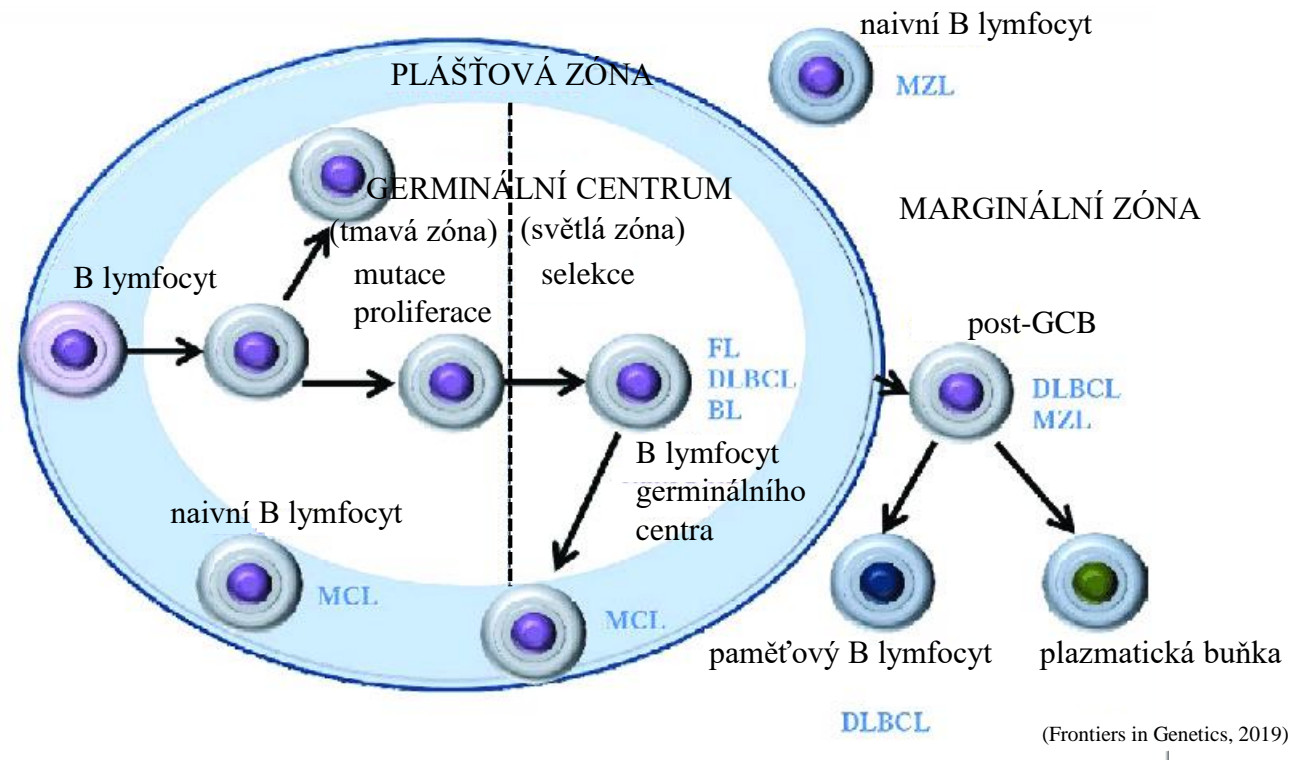 naivní B lymfocyt
MZL
PLÁŠŤOVÁ ZÓNA
GERMINÁLNÍ CENTRUM
(tmavá zóna) (světlá zóna)
mutace selekce
proliferace
MARGINÁLNÍ ZÓNA
B lymfocyt
post-GCB
FL
DLBCL
BL
DLBCL
MZL
B lymfocyt
germinálního
centra
naivní B lymfocyt
MCL
MCL
paměťový B lymfocyt
plazmatická buňka
DLBCL
(Frontiers in Genetics, 2019)